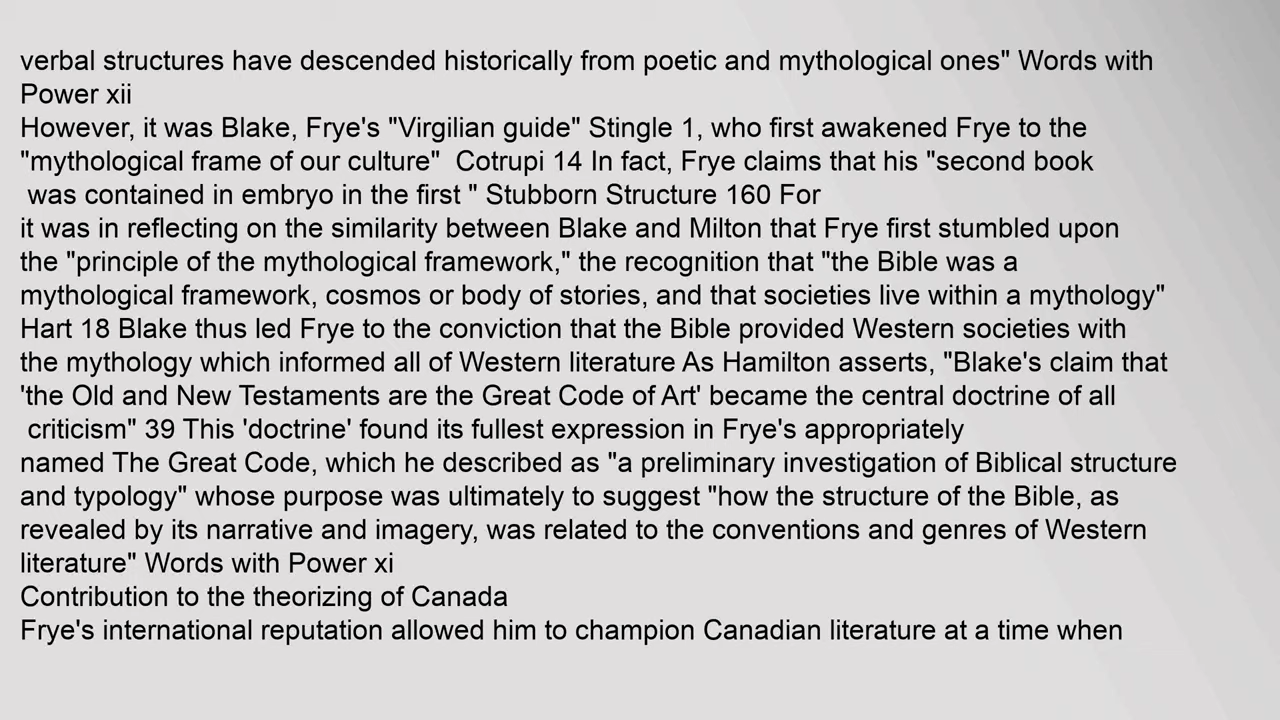 verbal structures have descended historically from poetic and mythological ones" Words with
Power xii
However, it was Blake, Frye's "Virgilian guide" Stingle 1, who first awakened Frye to the
"mythological frame of our culture"  Cotrupi 14 In fact, Frye claims that his "second book
 was contained in embryo in the first " Stubborn Structure 160 For
it was in reflecting on the similarity between Blake and Milton that Frye first stumbled upon
the "principle of the mythological framework," the recognition that "the Bible was a
mythological framework, cosmos or body of stories, and that societies live within a mythology"
Hart 18 Blake thus led Frye to the conviction that the Bible provided Western societies with
the mythology which informed all of Western literature As Hamilton asserts, "Blake's claim that
'the Old and New Testaments are the Great Code of Art' became the central doctrine of all
 criticism" 39 This 'doctrine' found its fullest expression in Frye's appropriately
named The Great Code, which he described as "a preliminary investigation of Biblical structure
and typology" whose purpose was ultimately to suggest "how the structure of the Bible, as
revealed by its narrative and imagery, was related to the conventions and genres of Western
literature" Words with Power xi
Contribution to the theorizing of Canada
Frye's international reputation allowed him to champion Canadian literature at a time when